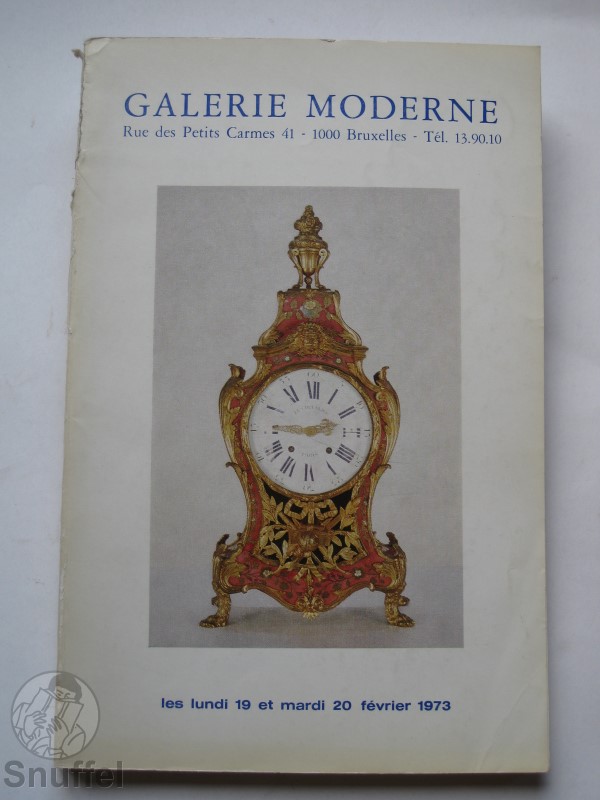 GALERIE MODERNE
Rue des Petits Carmes 41 - 1000 Bruxelles - Tél. 13.90.10
les lundi 19 et mardi 20 février 1973
Snuffel